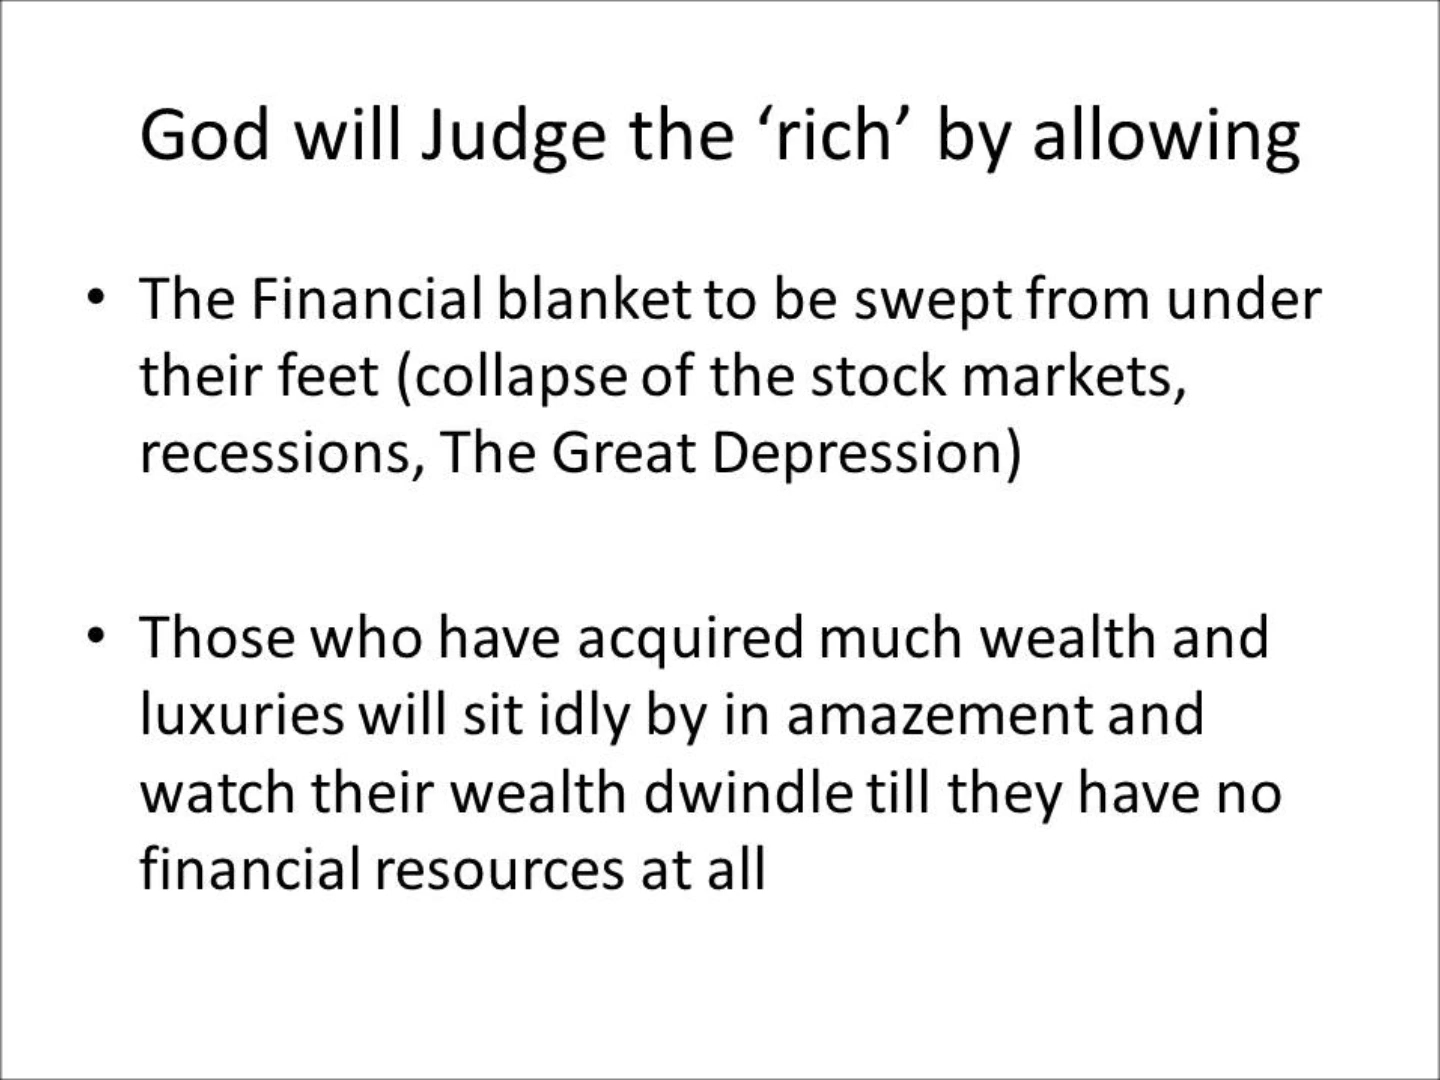 God will Judge the ‘rich’ by allowing
• The Financial blanket to be swept from under
their feet (collapse of the stock markets,
recessions, The Great Depression)
• Those who have acquired much wealth and
luxuries will sit idly by in amazement and
watch their wealth dwindle till they have no
financial resources at all